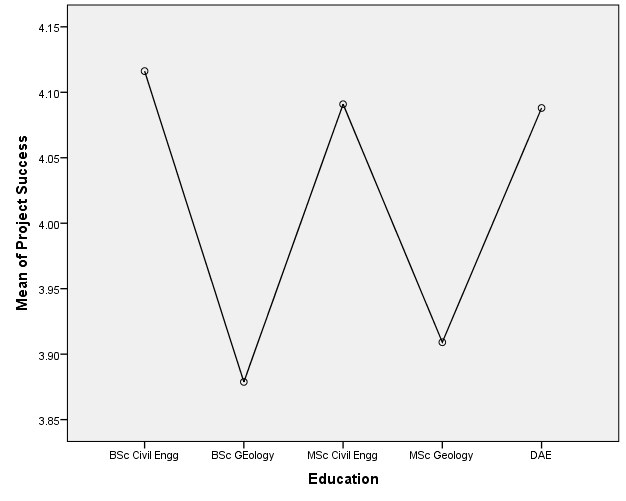 Mean of Project Success
4.15
4.10
4.05
4.00
3.95
3.90
3.85
BSc Civil Engg
BSc GEology
MSc Civil Engg
MSc Geology
DAE
Education